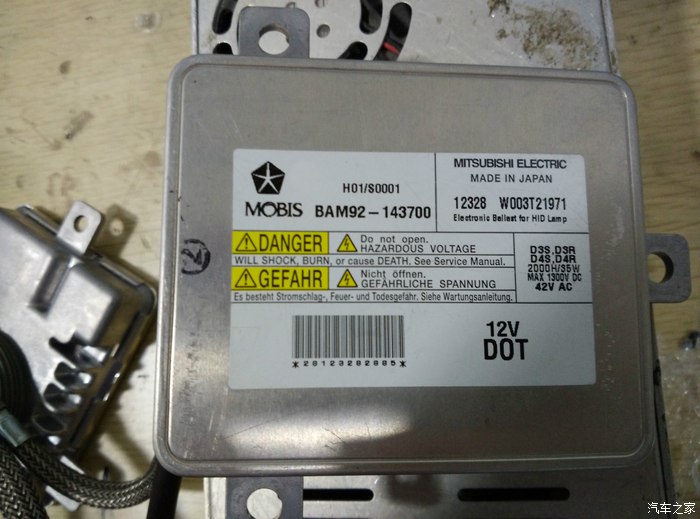 H01/S0001
MOBIS BAM92-143700
MITSUBISHI ELECTRIC
MADE IN JAPAN
12328 W003T21971
Electronic Ballast for HID Lamp
DANGER
Do not open.
HAZARDOUS VOLTAGE
WILL SHOCK, BURN, or cause DEATH. See Service Manual.
GEFAHR
Nicht öffnen.
GEFÄHRLICHE SPANNUNG
Es besteht Stromschlag-, Feuer- und Todesgefahr. Siehe Wartungsanleitung.
D3S,D3R
D4S,D4R
2000H/35W
MAX 1300V DC
42V AC
*20123282885*
12V
DOT
2
汽车之家